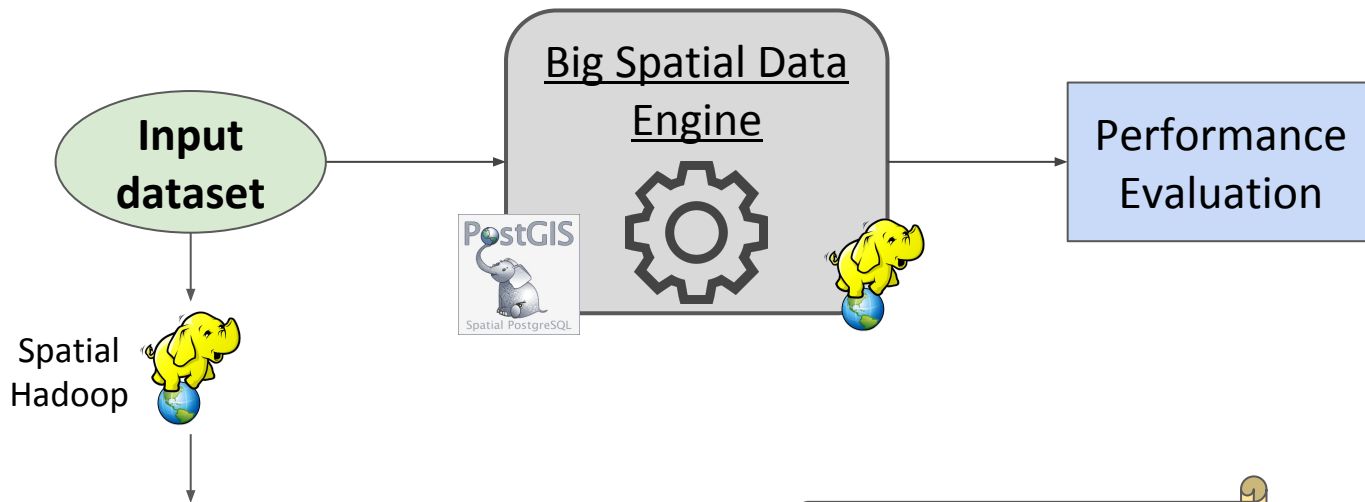 Big Spatial Data
Engine
Input
dataset
Performance
Evaluation
PostGIS
Spatial PostgreSQL
Spatial
Hadoop